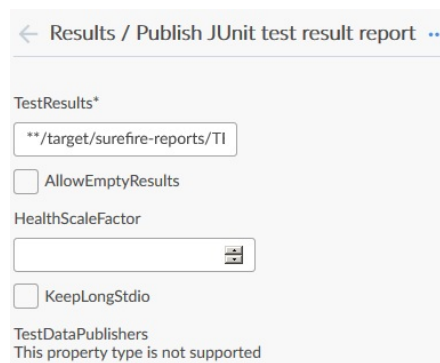 Results / Publish JUnit test result report
TestResults*
**/target/surefire-reports/TI
AllowEmptyResults
HealthScaleFactor
KeepLongStdio
TestDataPublishers
This property type is not supported